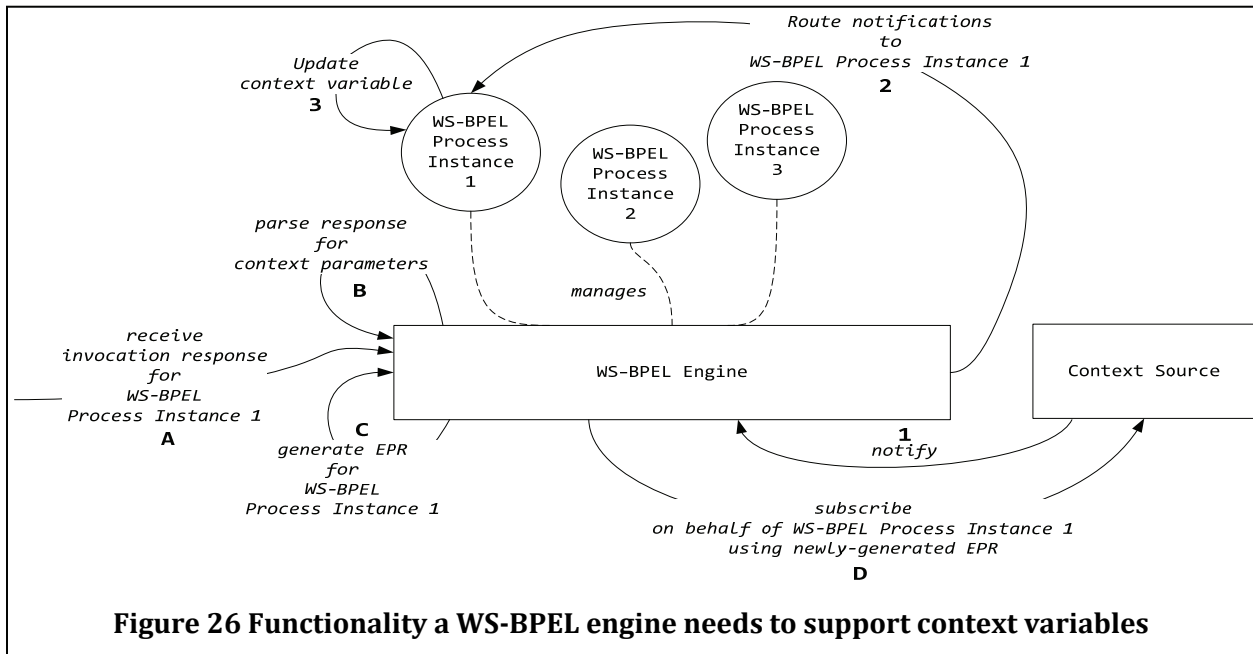 Route notifications
to
WS-BPEL Process Instance 1
2
Update
context variable
3
WS-BPEL
Process
Instance
1
WS-BPEL
Process
Instance
2
WS-BPEL
Process
Instance
3
parse response
for
context parameters
B
manages
receive
invocation response
for
WS-BPEL
Process Instance 1
A
WS-BPEL Engine
Context Source
C
generate EPR
for
WS-BPEL
Process Instance 1
1
notify
subscribe
on behalf of WS-BPEL Process Instance 1
using newly-generated EPR
D
Figure 26 Functionality a WS-BPEL engine needs to support context variables